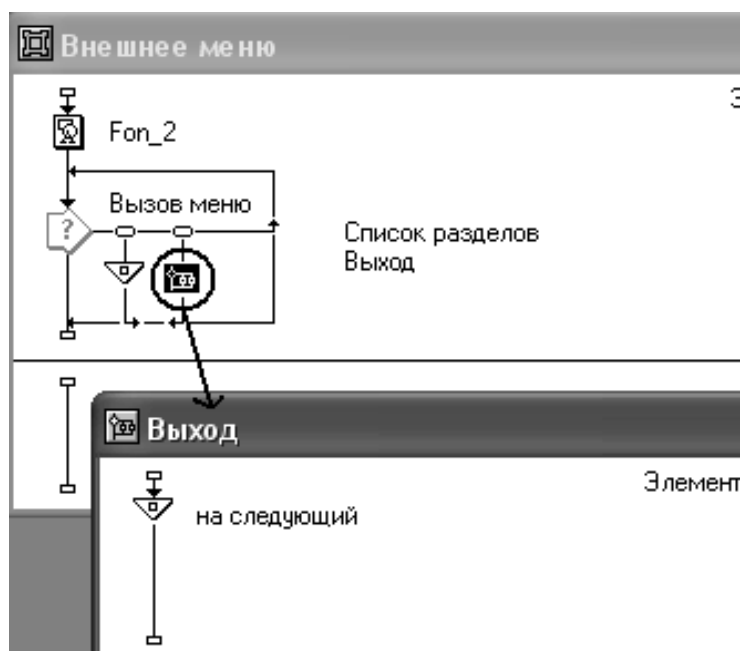 Внешнее меню
Э
Fon_2
Вызов меню
?
Список разделов
Выход
Выход
Элемент
на следующий